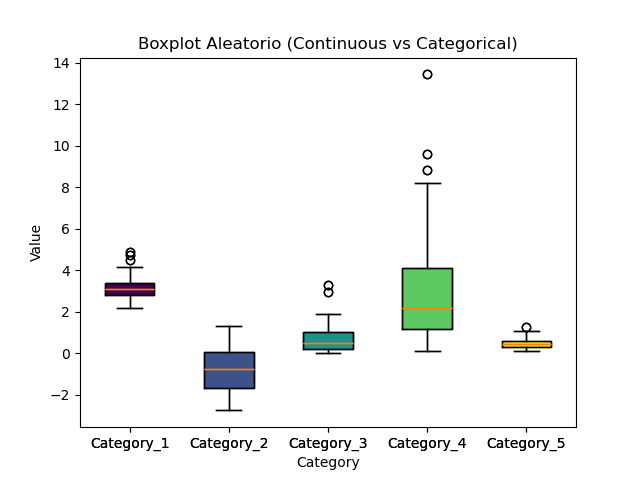 Boxplot Aleatorio (Continuous vs Categorical)
14
12
10
8
6
4
2
0
−2
Value
Category_1 Category_2 Category_3 Category_4 Category_5
Category